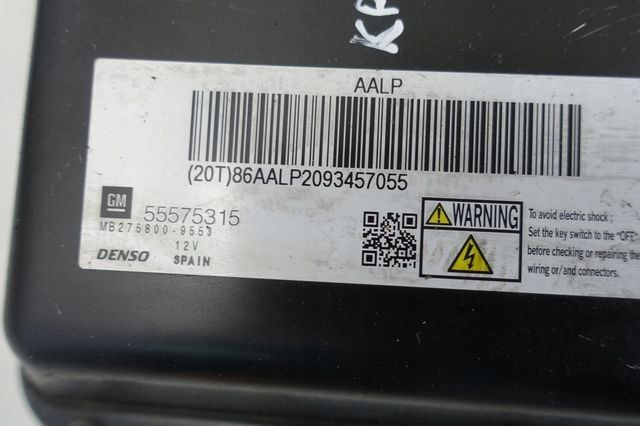 AALP
(20T)86AALP2093457055
GM 55575315
MB275800-9553
12V
DENSO SPAIN
WARNING
To avoid electric shock;
Set the key switch to the "OFF"
before checking or repairing the
wiring or/and connectors.